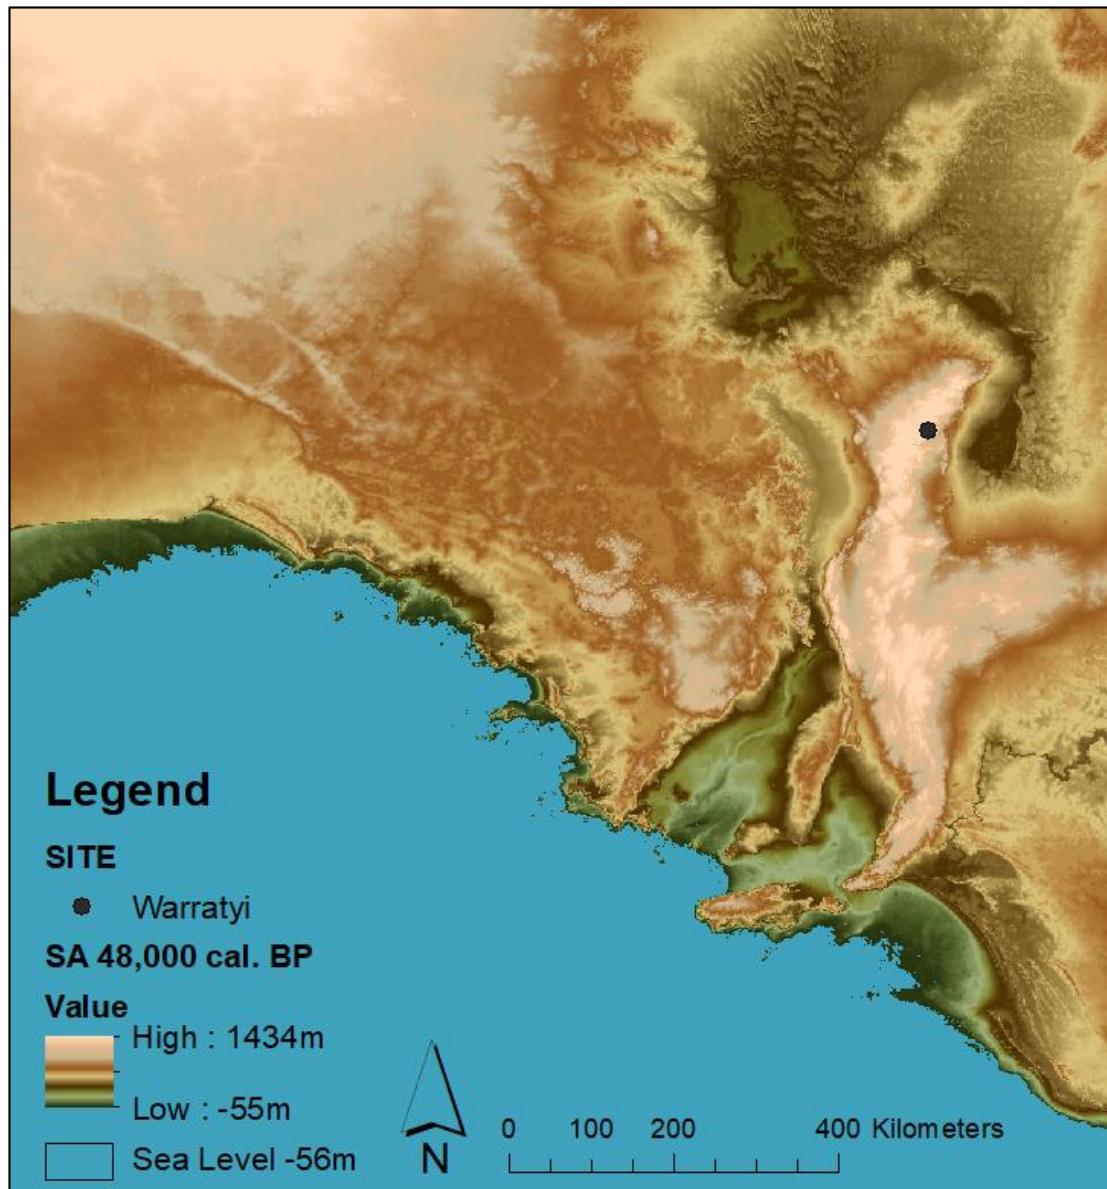 Legend
SITE
Warratyi
SA 48,000 cal. BP
Value
High : 1434m
Low : -55m
Sea Level -56m
N
0 100 200 400 Kilometers